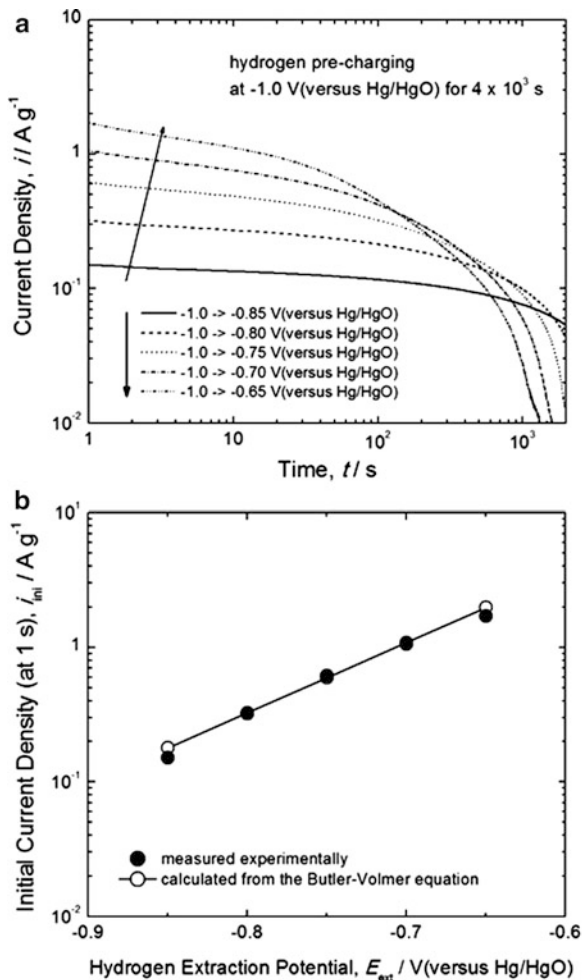 a
10
1
10⁻¹
10⁻²
Current Density, i / A g⁻¹
hydrogen pre-charging
at -1.0 V(versus Hg/HgO) for 4 x 10³ s
-1.0 -> -0.85 V(versus Hg/HgO)
-1.0 -> -0.80 V(versus Hg/HgO)
-1.0 -> -0.75 V(versus Hg/HgO)
-1.0 -> -0.70 V(versus Hg/HgO)
-1.0 -> -0.65 V(versus Hg/HgO)
1 10 10² 10³
Time, t / s
b
10¹
1
10⁻¹
10⁻²
Initial Current Density (at 1 s), i_ini / A g⁻¹
measured experimentally
calculated from the Butler-Volmer equation
-0.9 -0.8 -0.7 -0.6
Hydrogen Extraction Potential, E_ext / V(versus Hg/HgO)